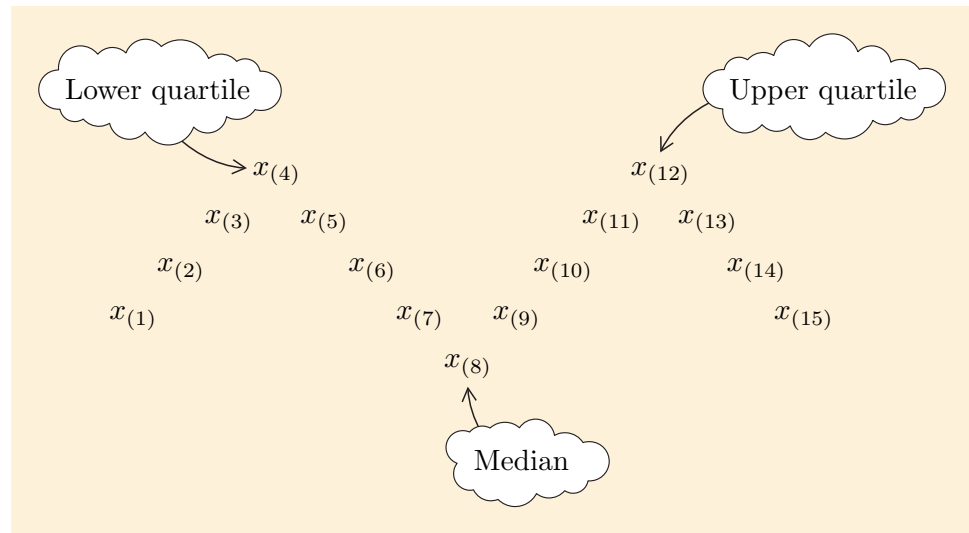 Lower quartile Upper quartile
x(4) x(12)
x(3) x(5) x(11) x(13)
x(2) x(6) x(10) x(14)
x(1) x(7) x(9) x(15)
x(8)
Median